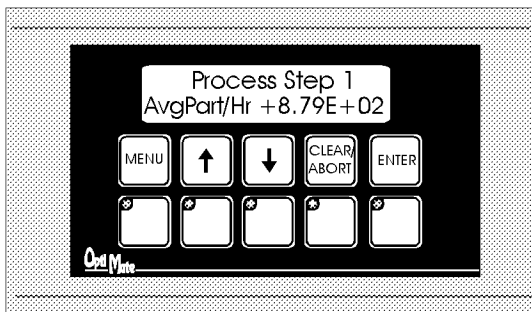 Process Step 1
AvgPart/Hr +8.79E+02
MENU
CLEAR/
ABORT
ENTER
Opti Mate